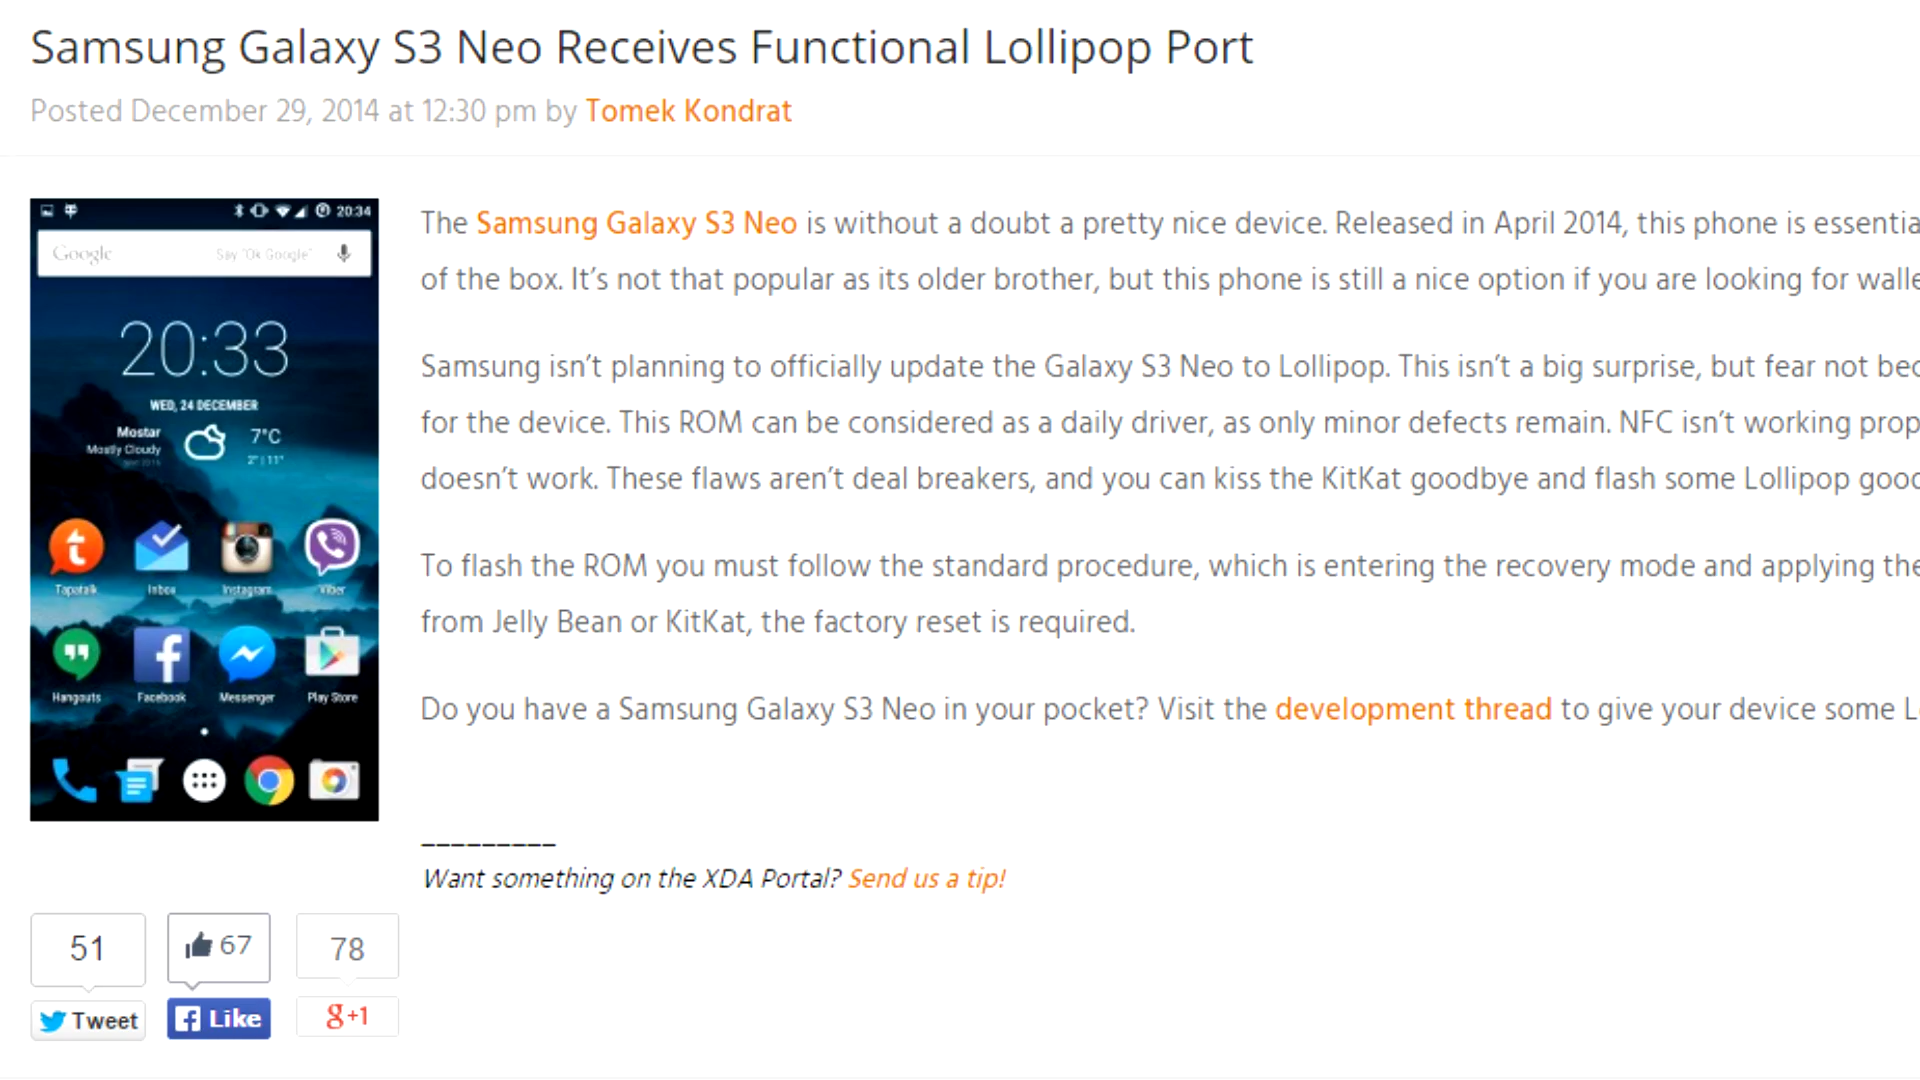 Samsung Galaxy S3 Neo Receives Functional Lollipop Port
Posted December 29, 2014 at 12:30 pm by Tomek Kondrat
20:34
Google Say "Ok Google"
20:33
WED, 24 DECEMBER
Mostar
Mostly Cloudy
7°C
2° | 11°
Tapatalk Inbox Instagram Viber
Hangouts Facebook Messenger Play Store
The Samsung Galaxy S3 Neo is without a doubt a pretty nice device. Released in April 2014, this phone is essentia
of the box. It's not that popular as its older brother, but this phone is still a nice option if you are looking for walle
Samsung isn't planning to officially update the Galaxy S3 Neo to Lollipop. This isn't a big surprise, but fear not bec
for the device. This ROM can be considered as a daily driver, as only minor defects remain. NFC isn't working prop
doesn't work. These flaws aren't deal breakers, and you can kiss the KitKat goodbye and flash some Lollipop good
To flash the ROM you must follow the standard procedure, which is entering the recovery mode and applying the
from Jelly Bean or KitKat, the factory reset is required.
Do you have a Samsung Galaxy S3 Neo in your pocket? Visit the development thread to give your device some L
_________
Want something on the XDA Portal? Send us a tip!
51 67 78
Tweet Like g+1